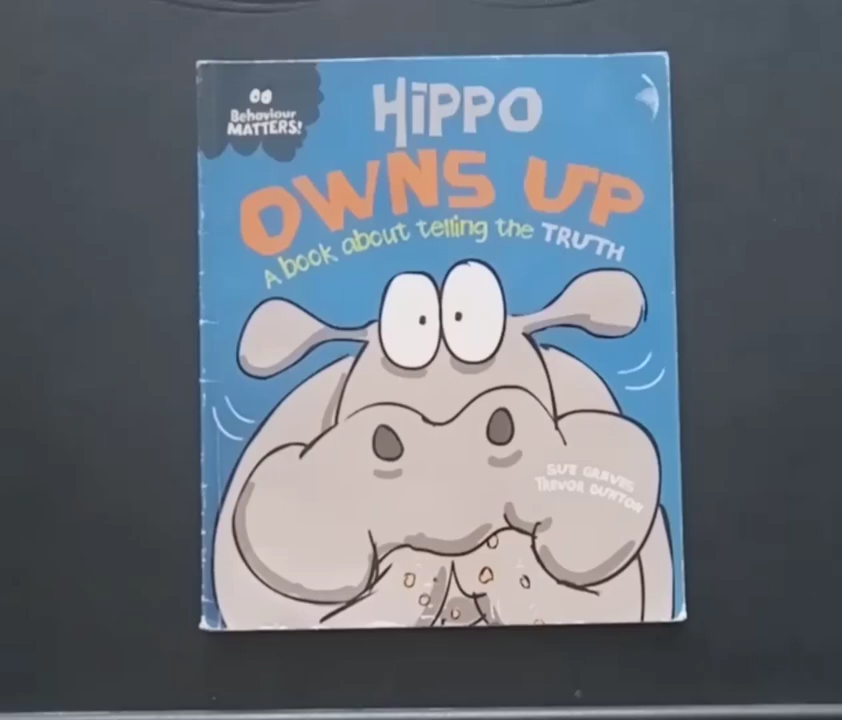 Behaviour
MATTERS!
HiPPO
OWNS UP
A book about telling the TRUTH
SUE GRAVES
TREVOR DUNTON